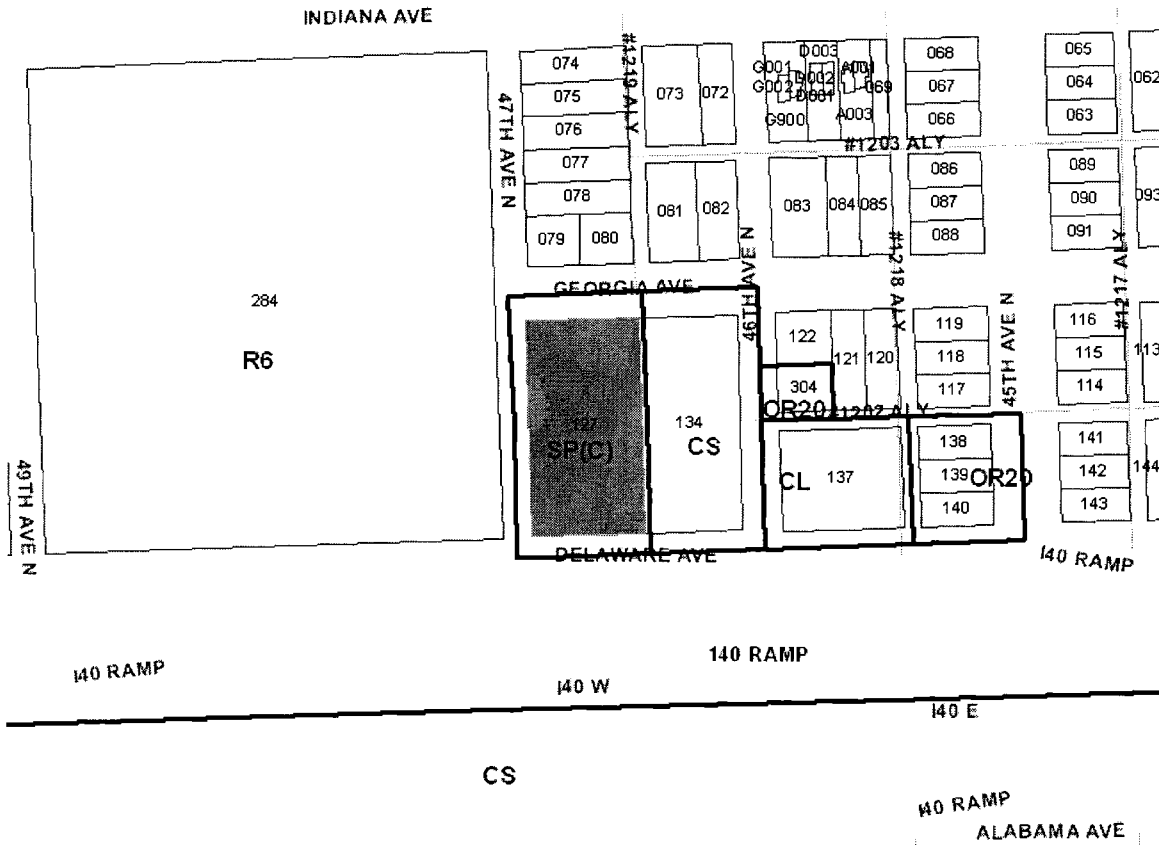 INDIANA AVE
074
075
076
077
078
079
080
47TH AVE N
#1219 ALY
073
072
081
082
D003
G001
G002
D002
D001
G900
A003
069
068
067
066
#1203 ALY
065
064
063
062
083
084
085
086
087
088
089
090
091
093
284
R6
GEORGIA AVE
46TH AVE N
#1218 ALY
45TH AVE N
#1217 ALY
122
121
120
304
OR20
119
118
117
116
115
114
113
127
SP(C)
134
CS
CL
137
138
139
140
OR20
141
142
143
144
49TH AVE N
DELAWARE AVE
I40 RAMP
I40 RAMP
140 RAMP
I40 W
I40 E
CS
I40 RAMP
ALABAMA AVE